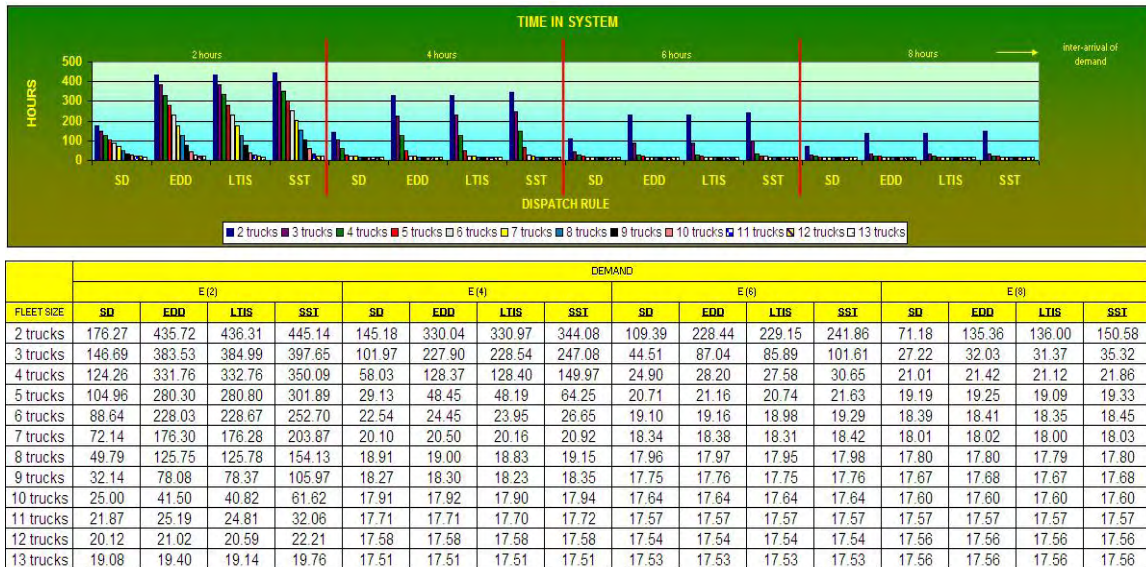 TIME IN SYSTEM
2 hours 4 hours 6 hours 8 hours inter-arrival of
demand
HOURS
500
400
300
200
100
0
SD EDD LTIS SST SD EDD LTIS SST SD EDD LTIS SST SD EDD LTIS SST
DISPATCH RULE
2 trucks 3 trucks 4 trucks 5 trucks 6 trucks 7 trucks 8 trucks 9 trucks 10 trucks 11 trucks 12 trucks 13 trucks
DEMAND
E (2) E (4) E (6) E (8)
FLEET SIZE SD EDD LTIS SST SD EDD LTIS SST SD EDD LTIS SST SD EDD LTIS SST
2 trucks 176.27 435.72 436.31 445.14 145.18 330.04 330.97 344.08 109.39 228.44 229.15 241.86 71.18 135.36 136.00 150.58
3 trucks 146.69 383.53 384.99 397.65 101.97 227.90 228.54 247.08 44.51 87.04 85.89 101.61 27.22 32.03 31.37 35.32
4 trucks 124.26 331.76 332.76 350.09 58.03 128.37 128.40 149.97 24.90 28.20 27.58 30.65 21.01 21.42 21.12 21.86
5 trucks 104.96 280.30 280.80 301.89 29.13 48.45 48.19 64.25 20.71 21.16 20.74 21.63 19.19 19.25 19.09 19.33
6 trucks 88.64 228.03 228.67 252.70 22.54 24.45 23.95 26.65 19.10 19.16 18.98 19.29 18.39 18.41 18.35 18.45
7 trucks 72.14 176.30 176.28 203.87 20.10 20.50 20.16 20.92 18.34 18.38 18.31 18.42 18.01 18.02 18.00 18.03
8 trucks 49.79 125.75 125.78 154.13 18.91 19.00 18.83 19.15 17.96 17.97 17.95 17.98 17.80 17.80 17.79 17.80
9 trucks 32.14 78.08 78.37 105.97 18.27 18.30 18.23 18.35 17.75 17.76 17.75 17.76 17.67 17.68 17.67 17.68
10 trucks 25.00 41.50 40.82 61.62 17.91 17.92 17.90 17.94 17.64 17.64 17.64 17.64 17.60 17.60 17.60 17.60
11 trucks 21.87 25.19 24.81 32.06 17.71 17.71 17.70 17.72 17.57 17.57 17.57 17.57 17.57 17.57 17.57 17.57
12 trucks 20.12 21.02 20.59 22.21 17.58 17.58 17.58 17.58 17.54 17.54 17.54 17.54 17.56 17.56 17.56 17.56
13 trucks 19.08 19.40 19.14 19.76 17.51 17.51 17.51 17.51 17.53 17.53 17.53 17.53 17.56 17.56 17.56 17.56